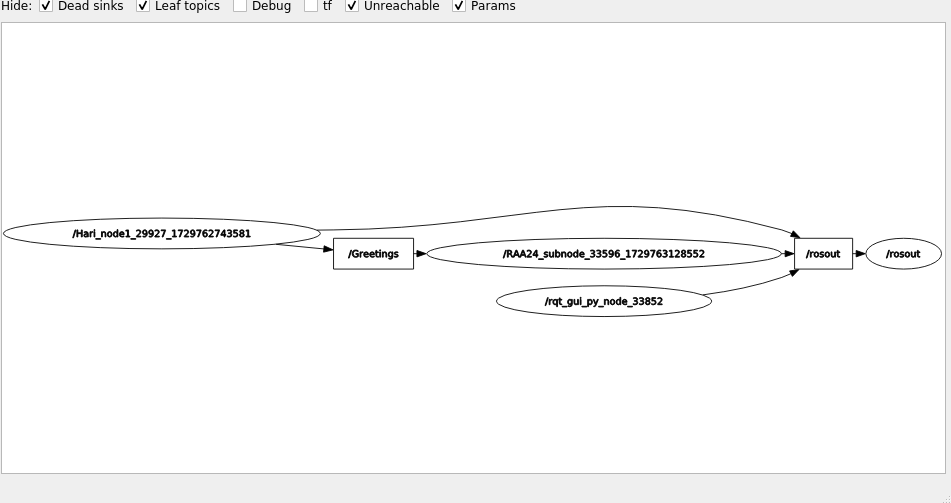 Hide: Dead sinks Leaf topics Debug tf Unreachable Params
/Hari_node1_29927_1729762743581
/Greetings
/RAA24_subnode_33596_1729763128552
/rosout
/rosout
/rqt_gui_py_node_33852